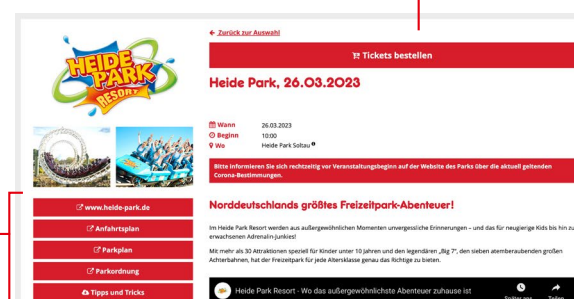 HEIDE
PARK
RESORT
www.heide-park.de
Anfahrtsplan
Parkplan
Parkordnung
Tipps und Tricks
Zurück zur Auswahl
Tickets bestellen
Heide Park, 26.03.2023
Wann 26.03.2023
Beginn 10:00
Wo Heide Park Soltau
Bitte informieren Sie sich rechtzeitig vor Veranstaltungsbeginn auf der Website des Parks über die aktuell geltenden
Corona-Bestimmungen.
Norddeutschlands größtes Freizeitpark-Abenteuer!
Im Heide Park Resort werden aus außergewöhnlichen Momenten unvergessliche Erinnerungen – und das für neugierige Kids bis hin zu
erwachsenen Adrenalin-Junkies!
Mit mehr als 30 Attraktionen speziell für Kinder unter 10 Jahren und den legendären „Big 7“, den sieben atemberaubenden großen
Achterbahnen, hat der Freizeitpark für jede Altersklasse genau das Richtige zu bieten.
Heide Park Resort - Wo das außergewöhnlichste Abenteuer zuhause ist
Später ans... Teilen